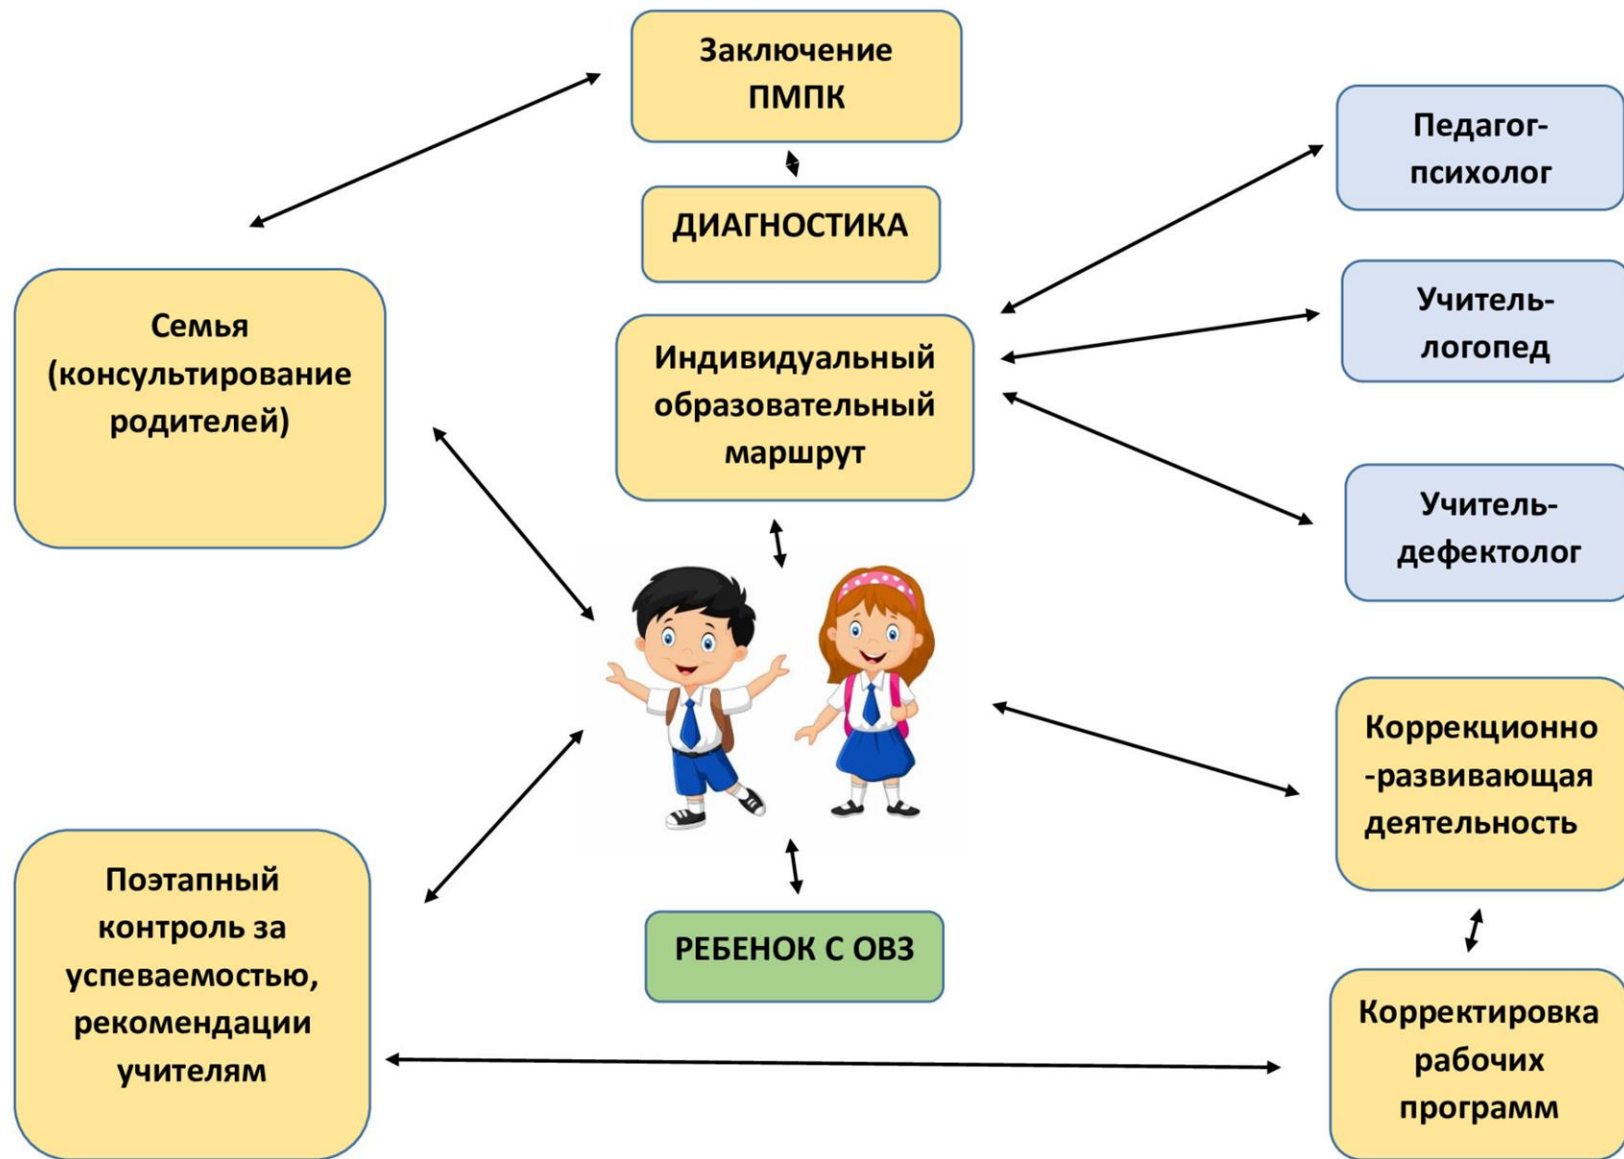 Заключение
ПМПК
ДИАГНОСТИКА
Индивидуальный
образовательный
маршрут
Педагог-
психолог
Учитель-
логопед
Учитель-
дефектолог
Семья
(консультирование
родителей)
Коррекционно
-развивающая
деятельность
Поэтапный
контроль за
успеваемостью,
рекомендации
учителям
РЕБЕНОК С ОВЗ
Корректировка
рабочих
программ